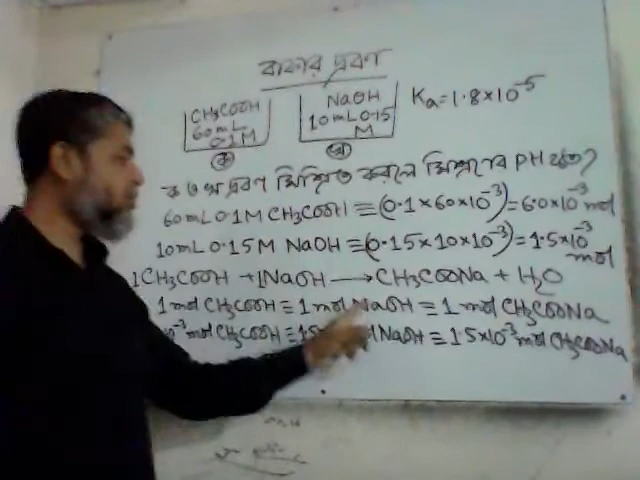 বাফার দ্রবণ
CH3COOH
60mL
0.1M
ক
NaOH
10mL 0.15
M
খ
Ka=1.8×10^-5
ক ও খ দ্রবণ মিশ্রিত করলে মিশ্রণের PH কত?
60mL 0.1M CH3COOH ≡ (0.1×60×10^-3) = 6.0×10^-3 mol
10mL 0.15M NaOH ≡ (0.15×10×10^-3) = 1.5×10^-3 mol
1CH3COOH + 1NaOH ⟶ CH3COONa + H2O
1mol CH3COOH ≡ 1 mol NaOH ≡ 1 mol CH3COONa
mol CH3COOH ≡ NaOH ≡ 1.5×10^-3 mol CH3COONa